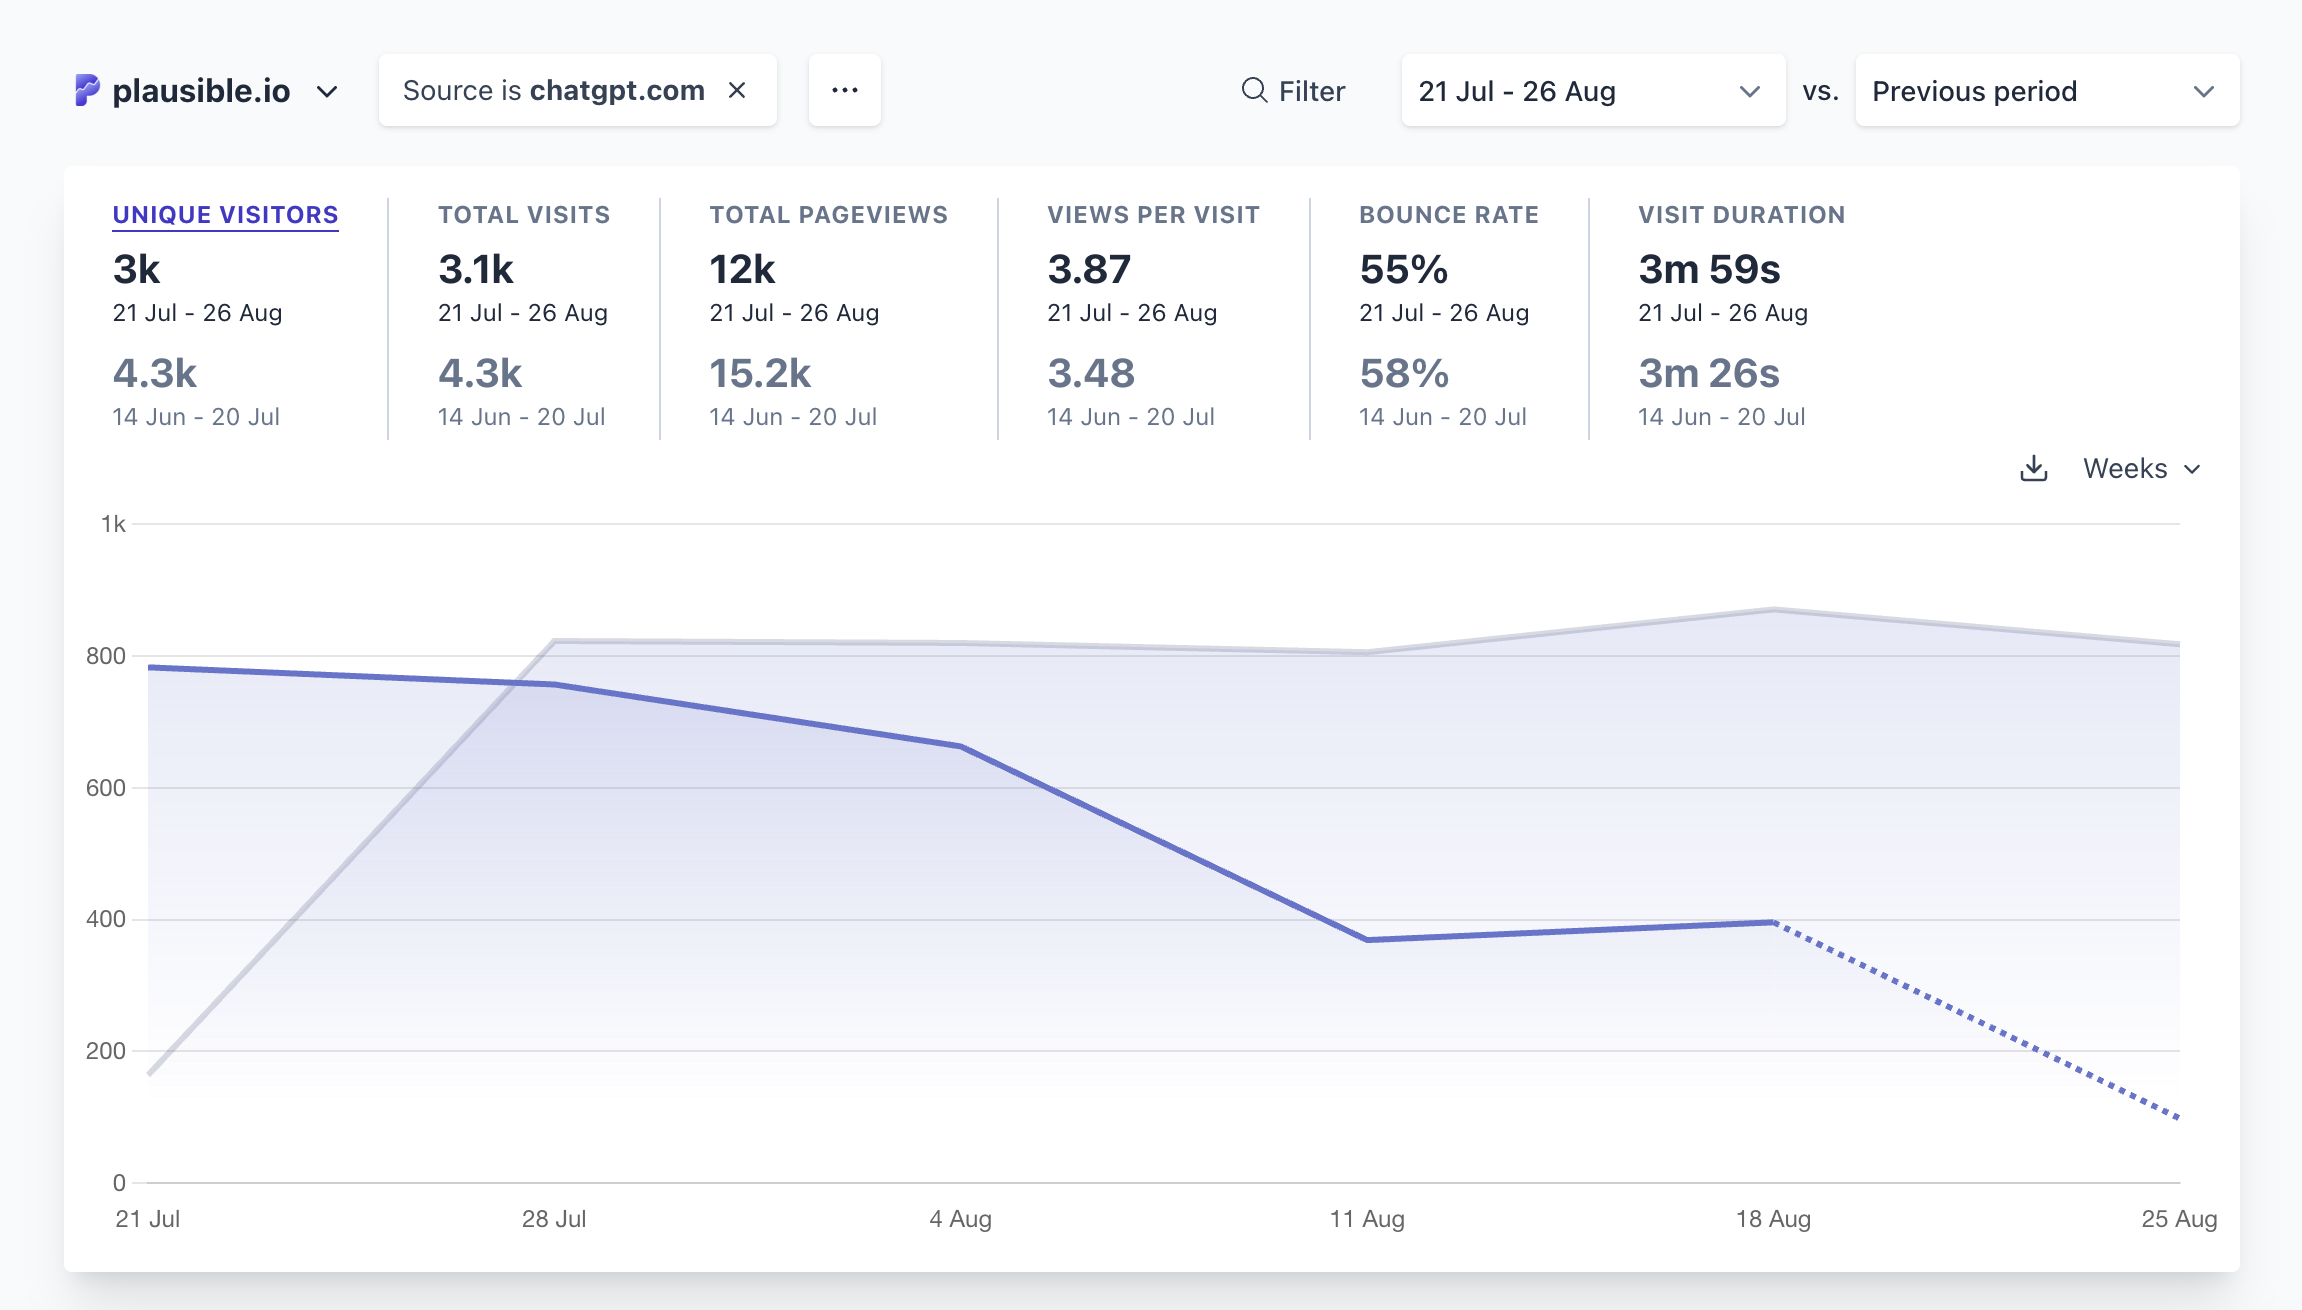 plausible.io
Source is chatgpt.com
Filter
21 Jul - 26 Aug
vs.
Previous period
UNIQUE VISITORS
3k
21 Jul - 26 Aug
4.3k
14 Jun - 20 Jul
TOTAL VISITS
3.1k
21 Jul - 26 Aug
4.3k
14 Jun - 20 Jul
TOTAL PAGEVIEWS
12k
21 Jul - 26 Aug
15.2k
14 Jun - 20 Jul
VIEWS PER VISIT
3.87
21 Jul - 26 Aug
3.48
14 Jun - 20 Jul
BOUNCE RATE
55%
21 Jul - 26 Aug
58%
14 Jun - 20 Jul
VISIT DURATION
3m 59s
21 Jul - 26 Aug
3m 26s
14 Jun - 20 Jul
Weeks
1k
800
600
400
200
0
21 Jul
28 Jul
4 Aug
11 Aug
18 Aug
25 Aug